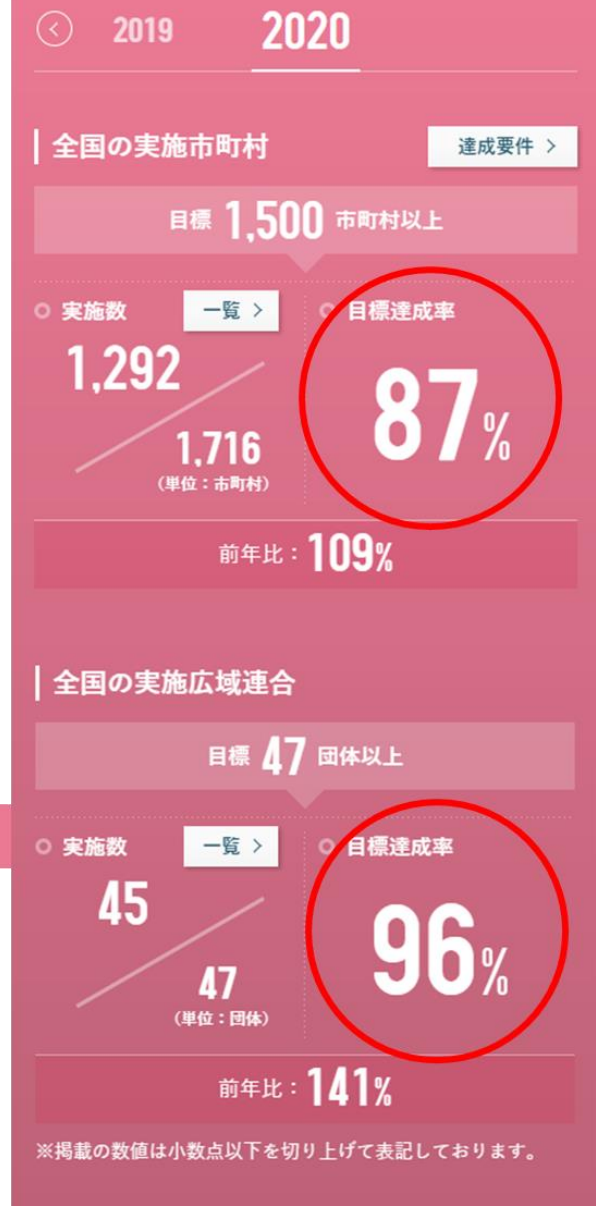 2019 2020
全国の実施市町村 達成要件 >
目標 1,500 市町村以上
実施数 一覧 > 目標達成率
1,292
87%
1,716
(単位：市町村)
前年比：109%
全国の実施広域連合
目標 47 団体以上
実施数 一覧 > 目標達成率
45
96%
47
(単位：団体)
前年比：141%
※掲載の数値は小数点以下を切り上げて表記しております。